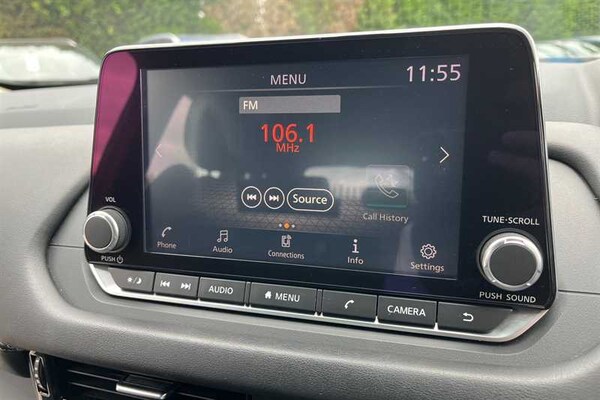 MENU
11:55
FM
106.1
MHz
Source
Call History
Phone
Audio
Connections
Info
Settings
VOL
PUSH
TUNE·SCROLL
PUSH SOUND
AUDIO
MENU
CAMERA